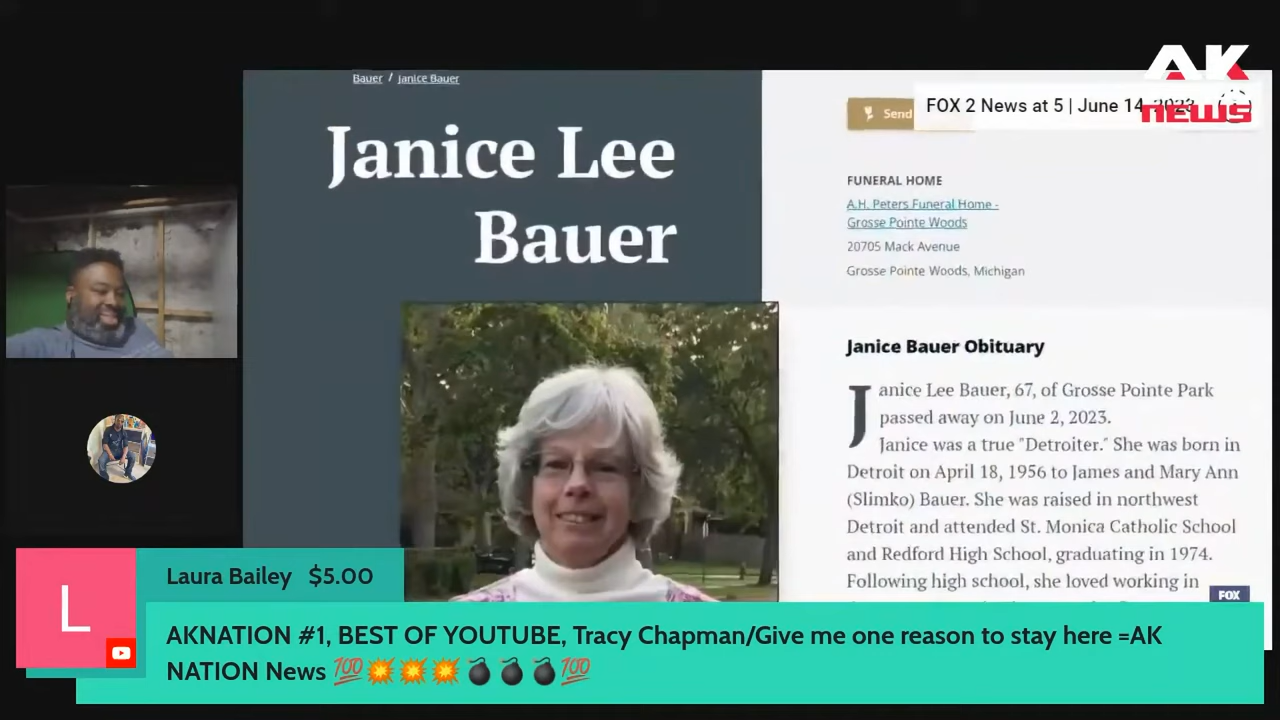 AK
NEWS
Bauer / Janice Bauer
Janice Lee
Bauer
Send
FOX 2 News at 5 | June 14, 2023
FUNERAL HOME
A.H. Peters Funeral Home -
Grosse Pointe Woods
20705 Mack Avenue
Grosse Pointe Woods, Michigan
Janice Bauer Obituary
Janice Lee Bauer, 67, of Grosse Pointe Park
passed away on June 2, 2023.
Janice was a true "Detroiter." She was born in
Detroit on April 18, 1956 to James and Mary Ann
(Slimko) Bauer. She was raised in northwest
Detroit and attended St. Monica Catholic School
and Redford High School, graduating in 1974.
Following high school, she loved working in
FOX
L
Laura Bailey $5.00
AKNATION #1, BEST OF YOUTUBE, Tracy Chapman/Give me one reason to stay here =AK
NATION News 💯💥💥💥💣💣💣💯